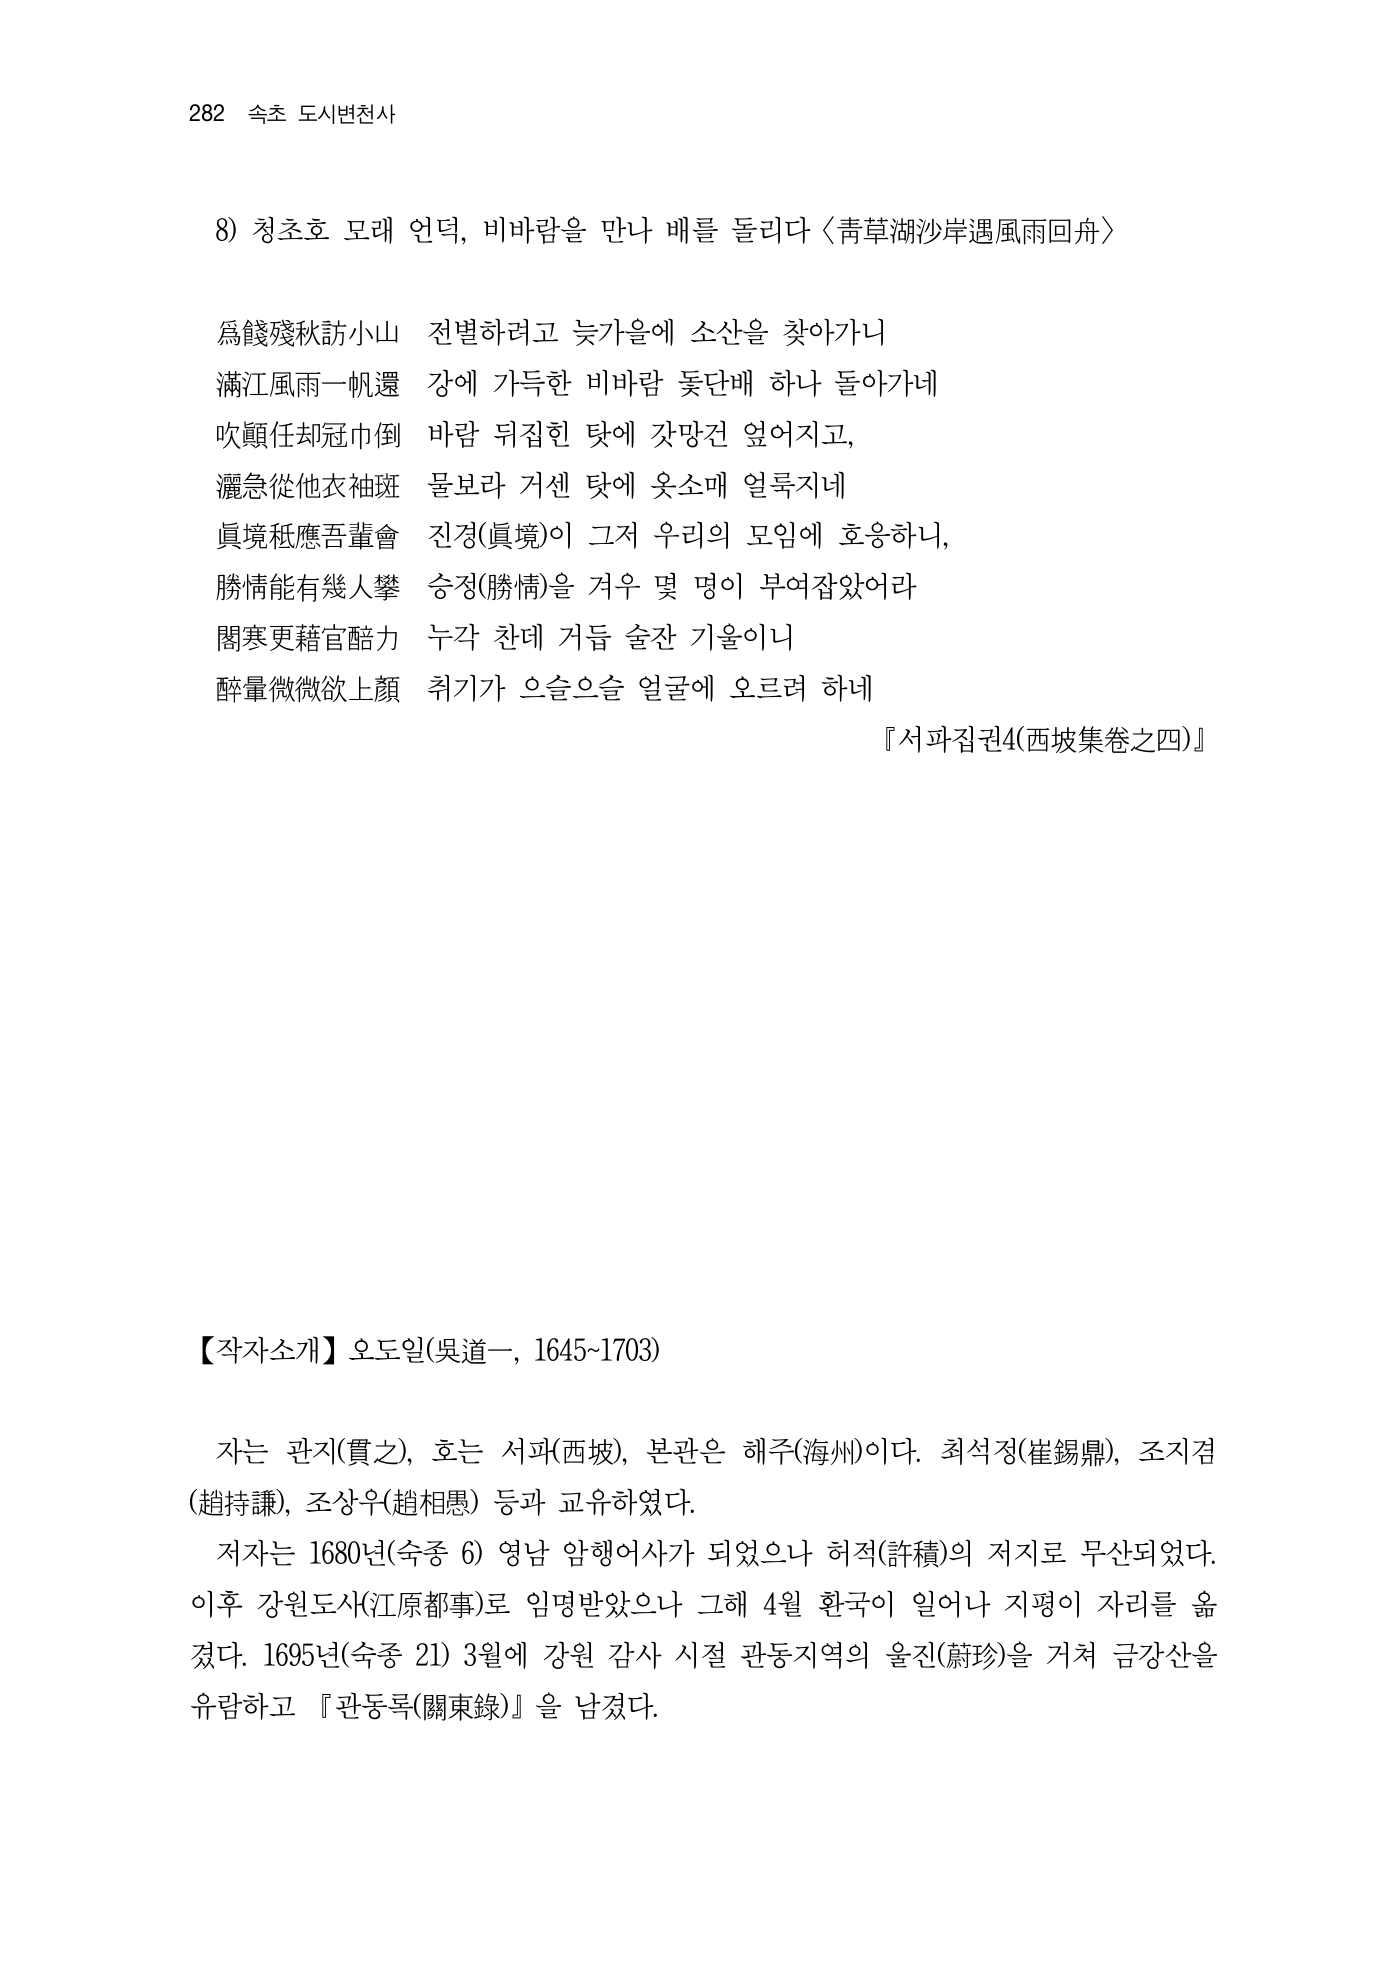 282 속초 도시변천사
8) 청초호 모래 언덕, 비바람을 만나 배를 돌리다〈靑草湖沙岸遇風雨回舟〉
爲餞殘秋訪小山 전별하려고 늦가을에 소산을 찾아가니
滿江風雨一帆還 강에 가득한 비바람 돛단배 하나 돌아가네
吹顚任却冠巾倒 바람 뒤집힌 탓에 갓망건 엎어지고,
灑急從他衣袖斑 물보라 거센 탓에 옷소매 얼룩지네
眞境秪應吾輩會 진경(眞境)이 그저 우리의 모임에 호응하니,
勝情能有幾人攀 승정(勝情)을 겨우 몇 명이 부여잡았어라
閣寒更藉官醅力 누각 찬데 거듭 술잔 기울이니
醉暈微微欲上顏 취기가 으슬으슬 얼굴에 오르려 하네
『서파집권4(西坡集卷之四)』
【작자소개】오도일(吳道一, 1645~1703)
자는 관지(貫之), 호는 서파(西坡), 본관은 해주(海州)이다. 최석정(崔錫鼎), 조지겸
(趙持謙), 조상우(趙相愚) 등과 교유하였다.
저자는 1680년(숙종 6) 영남 암행어사가 되었으나 허적(許積)의 저지로 무산되었다.
이후 강원도사(江原都事)로 임명받았으나 그해 4월 환국이 일어나 지평이 자리를 옮
겼다. 1695년(숙종 21) 3월에 강원 감사 시절 관동지역의 울진(蔚珍)을 거쳐 금강산을
유람하고 『관동록(關東錄)』을 남겼다.